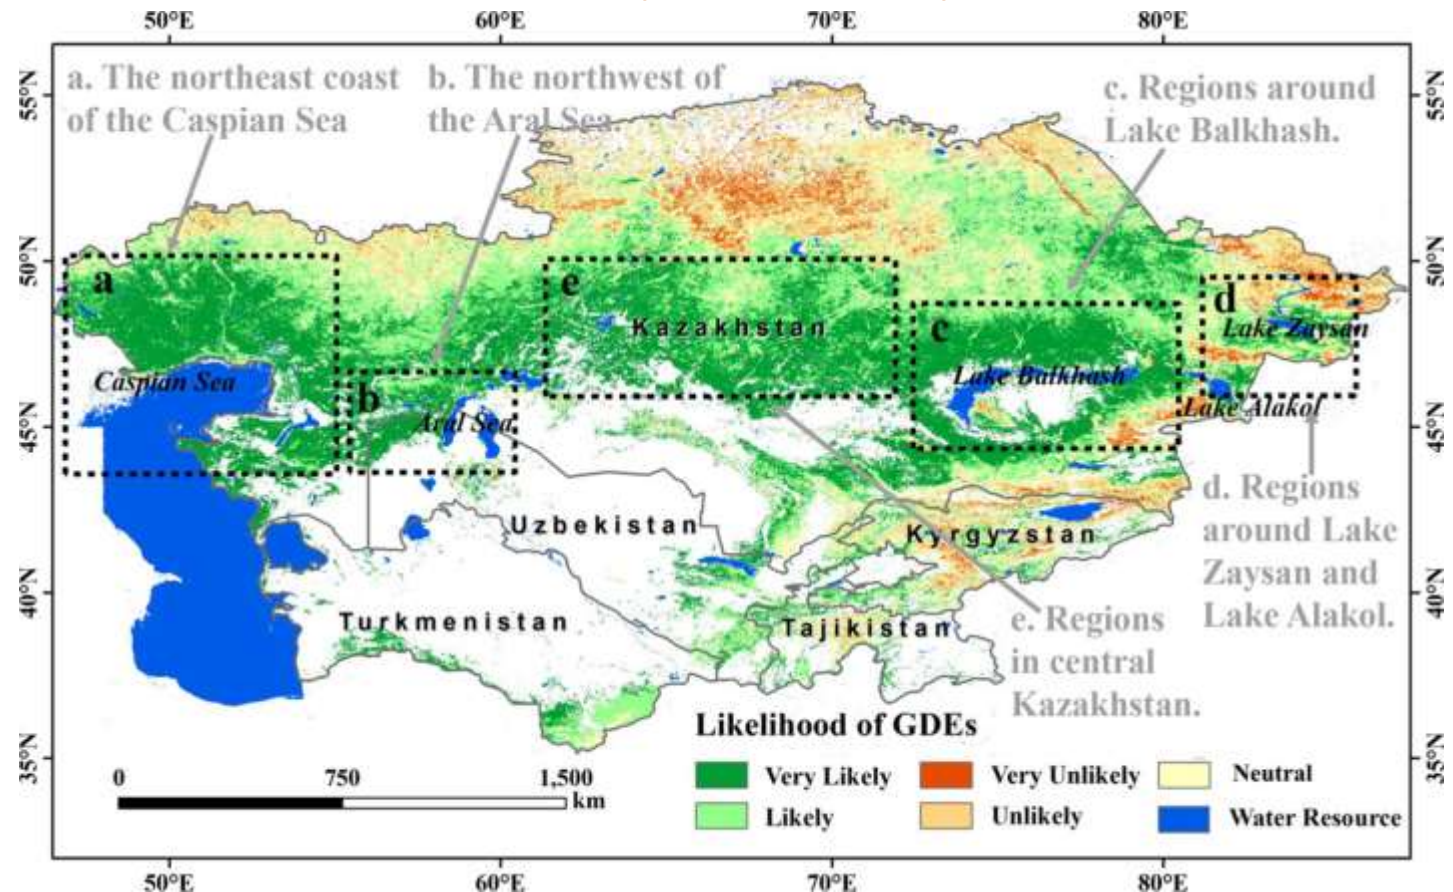 50°E 60°E 70°E 80°E
55°N 55°N
50°N 50°N
45°N 45°N
40°N 40°N
35°N 35°N
a. The northeast coast
of the Caspian Sea
b. The northwest of
the Aral Sea.
c. Regions around
Lake Balkhash.
a
e
d
c
b
Kazakhstan
Lake Zaysan
Caspian Sea
Lake Balkhash
Aral Sea
Lake Alakol
Uzbekistan
Kyrgyzstan
Turkmenistan
Tajikistan
d. Regions
around Lake
Zaysan and
Lake Alakol.
e. Regions
in central
Kazakhstan.
Likelihood of GDEs
Very Likely Very Unlikely Neutral
Likely Unlikely Water Resource
0 750 1,500
km
50°E 60°E 70°E 80°E